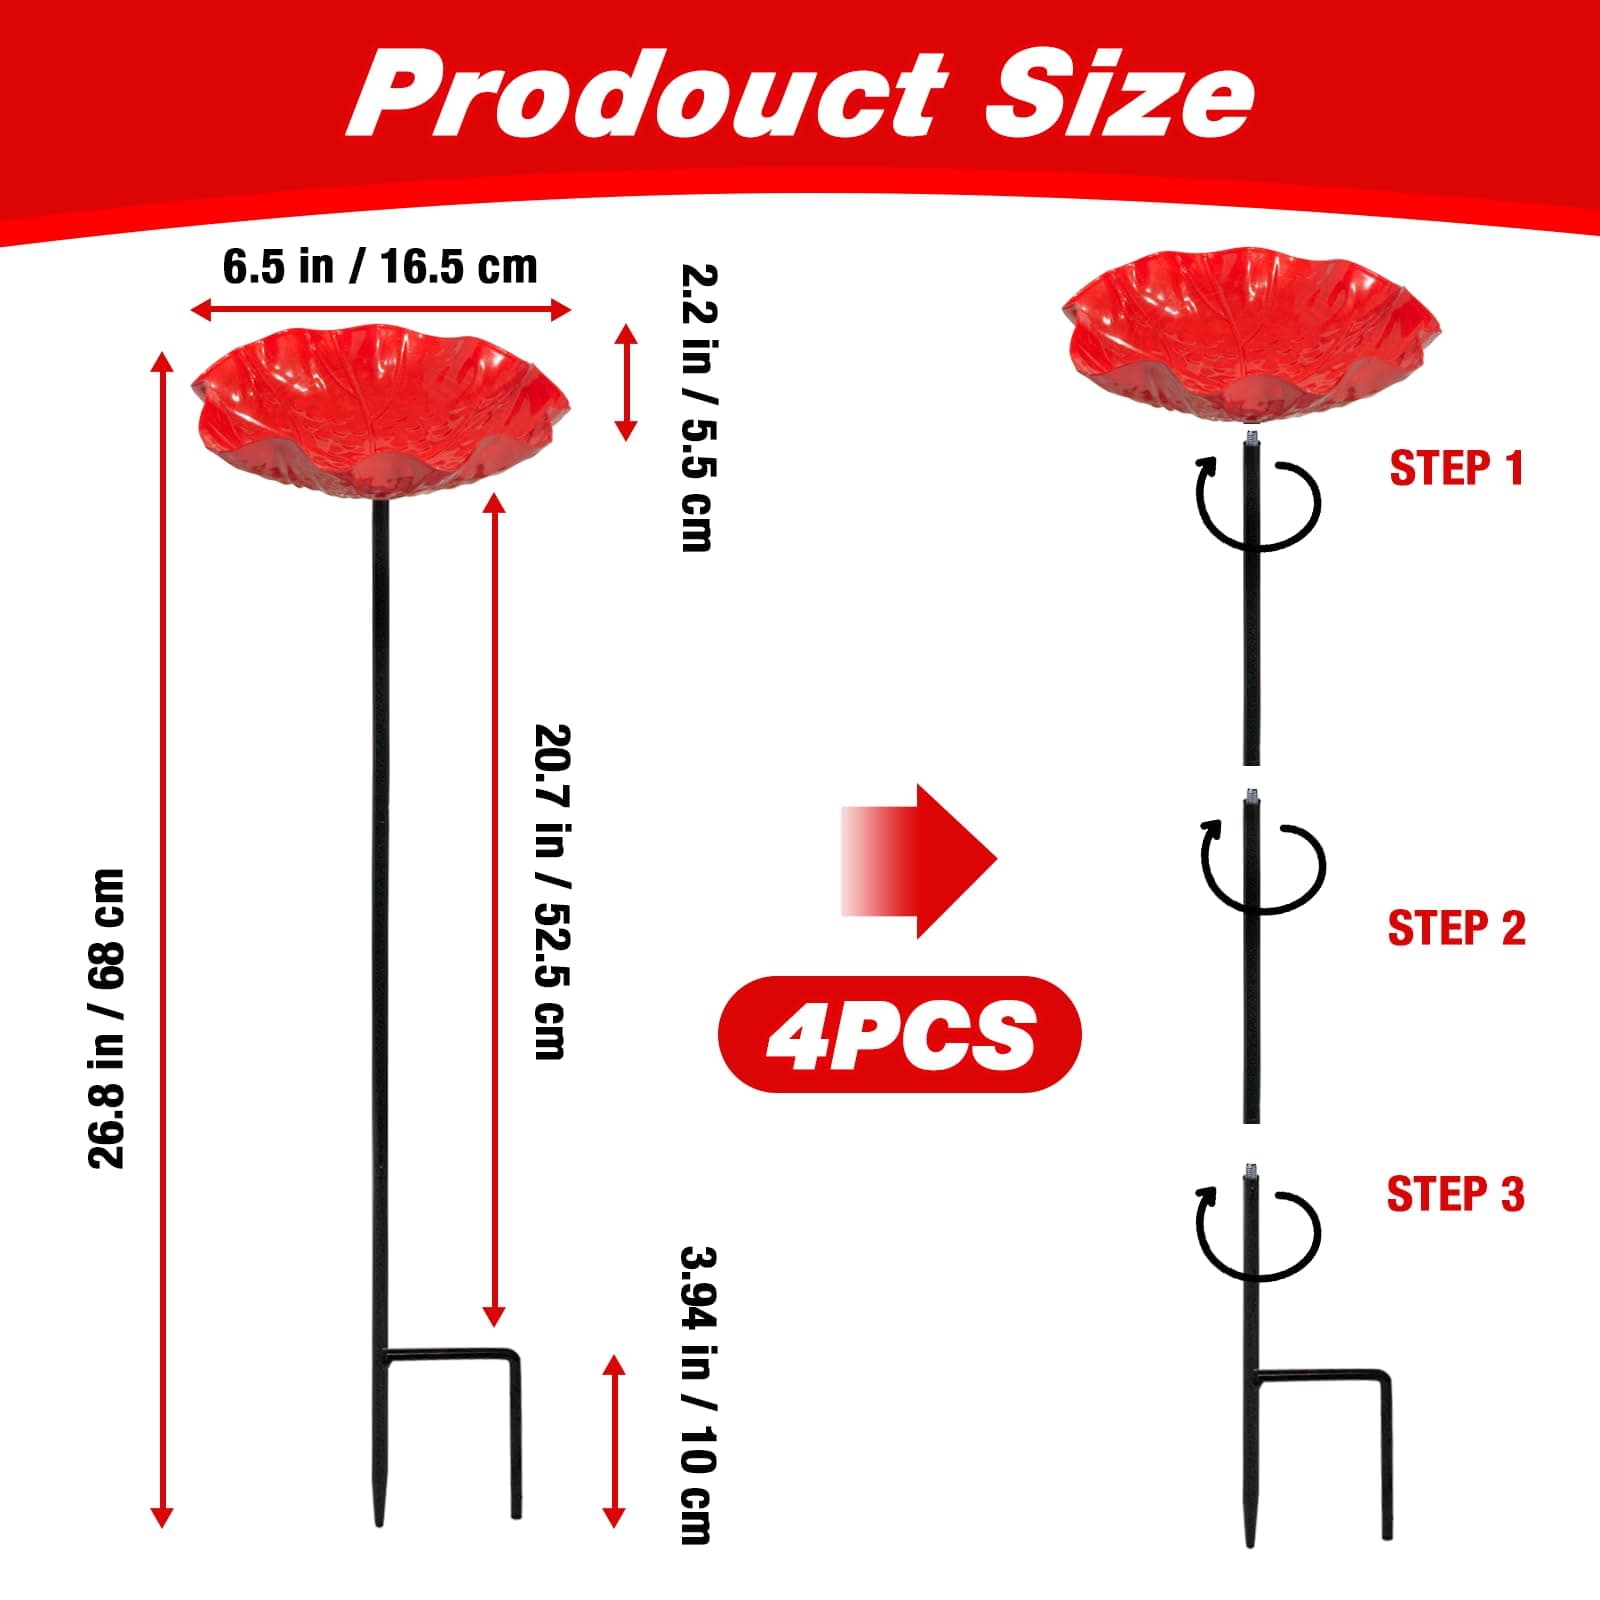 Prodouct Size
6.5 in / 16.5 cm
2.2 in / 5.5 cm
STEP 1
20.7 in / 52.5 cm
26.8 in / 68 cm
STEP 2
4PCS
STEP 3
3.94 in / 10 cm